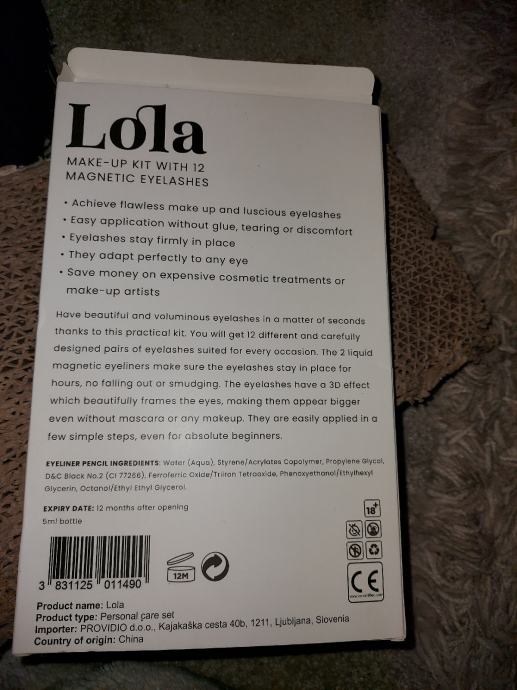 Lola
MAKE-UP KIT WITH 12
MAGNETIC EYELASHES
• Achieve flawless make up and luscious eyelashes
• Easy application without glue, tearing or discomfort
• Eyelashes stay firmly in place
• They adapt perfectly to any eye
• Save money on expensive cosmetic treatments or
make-up artists
Have beautiful and voluminous eyelashes in a matter of seconds
thanks to this practical kit. You will get 12 different and carefully
designed pairs of eyelashes suited for every occasion. The 2 liquid
magnetic eyeliners make sure the eyelashes stay in place for
hours, no falling out or smudging. The eyelashes have a 3D effect
which beautifully frames the eyes, making them appear bigger
even without mascara or any makeup. They are easily applied in a
few simple steps, even for absolute beginners.
EYELINER PENCIL INGREDIENTS: Water (Aqua), Styrene/Acrylates Copolymer, Propylene Glycol,
D&C Black No.2 (CI 77266), Ferroferric Oxide/Triiron Tetraoxide, Phenoxyethanol/Ethylhexyl
Glycerin, Octanol/Ethyl Ethyl Glycerol.
EXPIRY DATE: 12 months after opening
5ml bottle
18+
12M
CE
3 831125 011490
Product name: Lola
Product type: Personal care set
Importer: PROVIDIO d.o.o., Kajakaška cesta 40b, 1211, Ljubljana, Slovenia
Country of origin: China